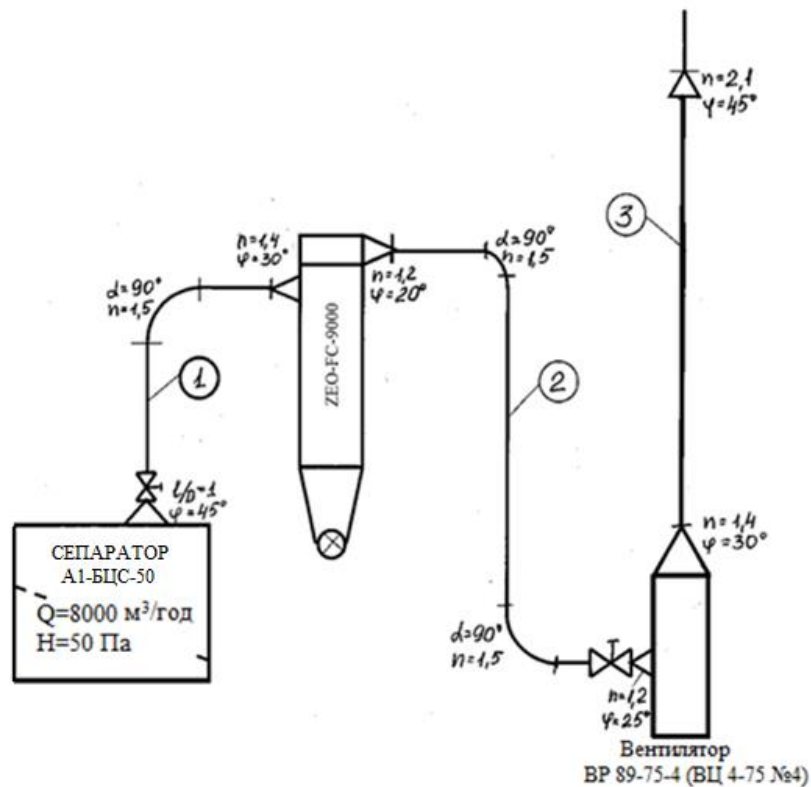 n=2,1
φ=45°
3
n=1,4
φ=30°
α=90°
n=1,5
n=1,2
φ=20°
α=90°
n=1,5
ZEO-FC-9000
1
2
l/D=1
φ=45°
n=1,4
φ=30°
СЕПАРАТОР
А1-БЦС-50
Q=8000 м³/год
Н=50 Па
α=90°
n=1,5
n=1,2
φ=25°
Вентилятор
ВР 89-75-4 (ВЦ 4-75 №4)